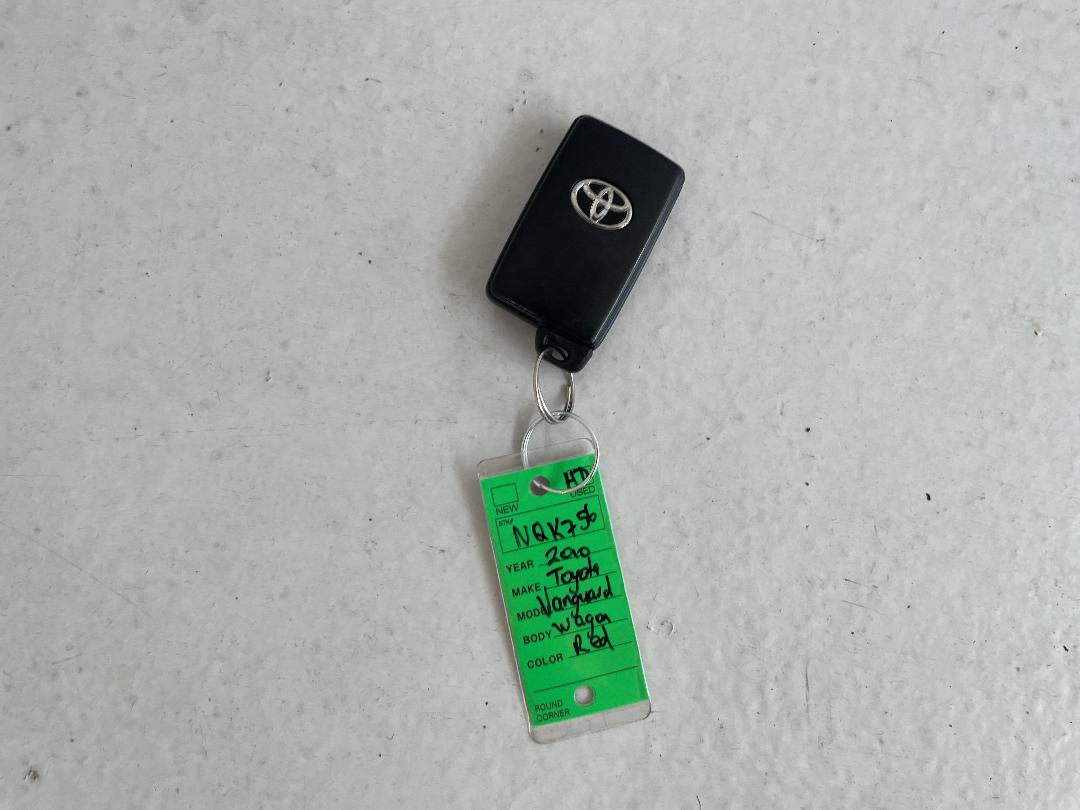 HD
NEW USED
STK# NQK756
YEAR 2010
MAKE Toyota
MODEL Vanguard
BODY Wagon
COLOR Red
ROUND
CORNER